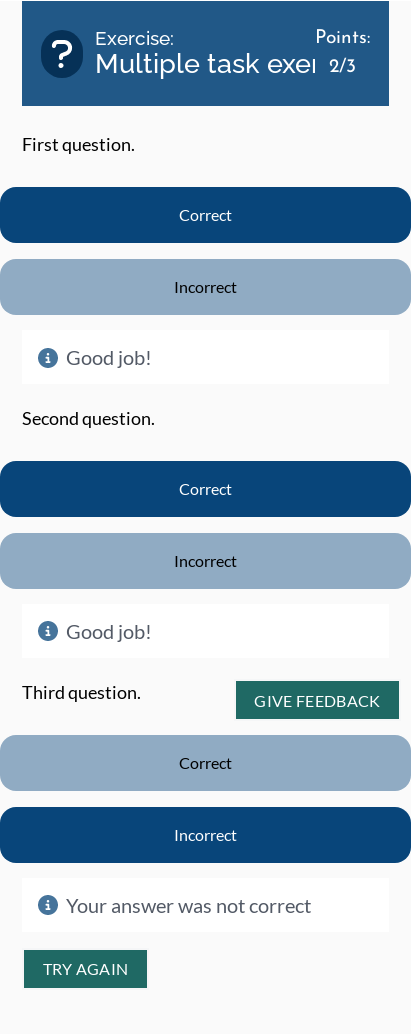 Exercise:
Multiple task exer
Points:
2/3
First question.
Correct
Incorrect
Good job!
Second question.
Correct
Incorrect
Good job!
Third question.
GIVE FEEDBACK
Correct
Incorrect
Your answer was not correct
TRY AGAIN